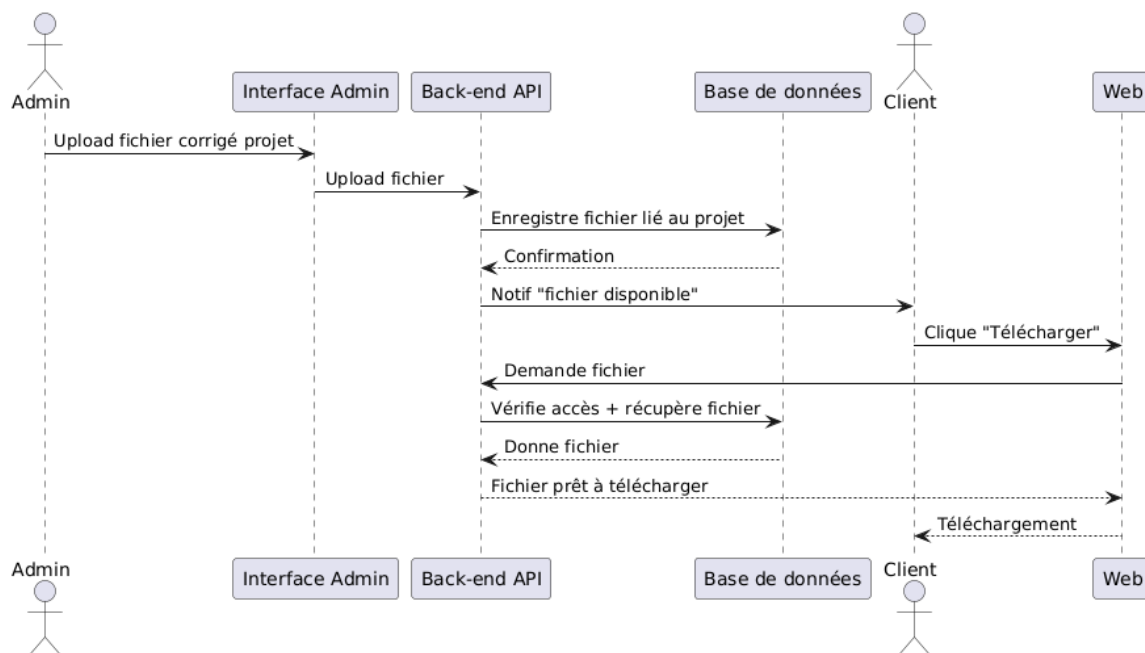 Admin
Interface Admin
Back-end API
Base de données
Client
Web
Upload fichier corrigé projet
Upload fichier
Enregistre fichier lié au projet
Confirmation
Notif "fichier disponible"
Clique "Télécharger"
Demande fichier
Vérifie accès + récupère fichier
Donne fichier
Fichier prêt à télécharger
Téléchargement
Admin
Interface Admin
Back-end API
Base de données
Client
Web